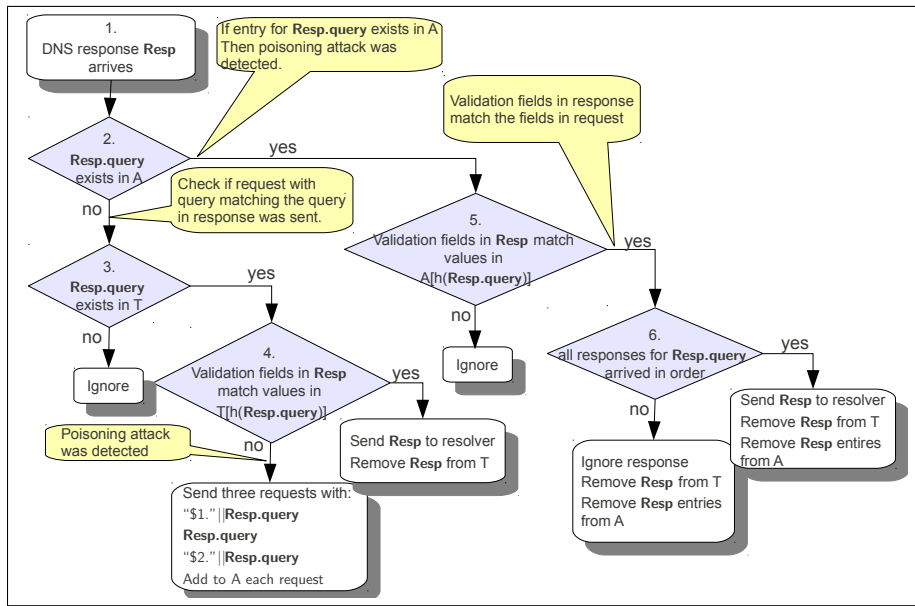 1.
DNS response Resp
arrives
If entry for Resp.query exists in A
Then poisoning attack was
detected.
Validation fields in response
match the fields in request
2.
Resp.query
exists in A
yes
no
Check if request with
query matching the query
in response was sent.
5.
Validation fields in Resp match
values in
A[h(Resp.query)]
yes
no
Ignore
3.
Resp.query
exists in T
yes
no
Ignore
4.
Validation fields in Resp
match values in
T[h(Resp.query)]
yes
no
Send Resp to resolver
Remove Resp from T
Poisoning attack
was detected
Send three requests with:
"$1."||Resp.query
Resp.query
"$2."||Resp.query
Add to A each request
6.
all responses for Resp.query
arrived in order
yes
no
Send Resp to resolver
Remove Resp from T
Remove Resp entires
from A
Ignore response
Remove Resp from T
Remove Resp entries
from A